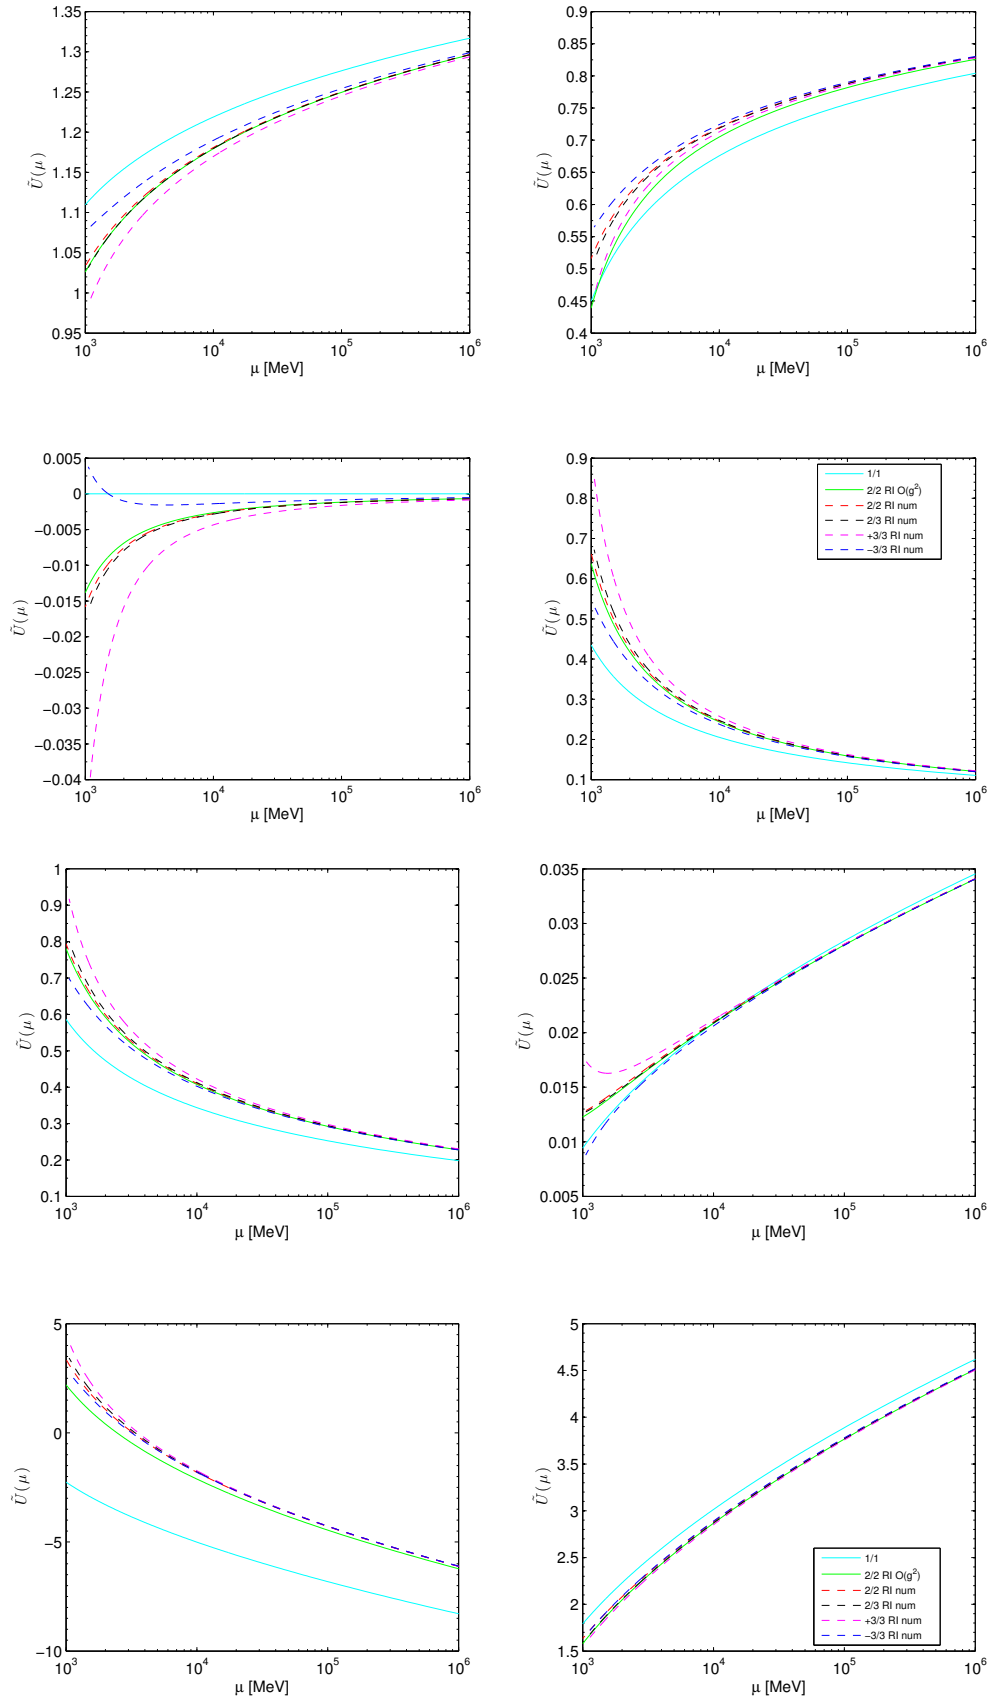 1.35
1.3
1.25
1.2
1.15
1.1
1.05
1
0.95
Ũ(μ)
10³ 10⁴ 10⁵ 10⁶
μ [MeV]
0.9
0.85
0.8
0.75
0.7
0.65
0.6
0.55
0.5
0.45
0.4
Ũ(μ)
10³ 10⁴ 10⁵ 10⁶
μ [MeV]
0.005
0
−0.005
−0.01
−0.015
−0.02
−0.025
−0.03
−0.035
−0.04
Ũ(μ)
10³ 10⁴ 10⁵ 10⁶
μ [MeV]
0.9
0.8
0.7
0.6
0.5
0.4
0.3
0.2
0.1
Ũ(μ)
1/1
2/2 RI O(g²)
2/2 RI num
2/3 RI num
+3/3 RI num
−3/3 RI num
10³ 10⁴ 10⁵ 10⁶
μ [MeV]
1
0.9
0.8
0.7
0.6
0.5
0.4
0.3
0.2
0.1
Ũ(μ)
10³ 10⁴ 10⁵ 10⁶
μ [MeV]
0.035
0.03
0.025
0.02
0.015
0.01
0.005
Ũ(μ)
10³ 10⁴ 10⁵ 10⁶
μ [MeV]
5
0
−5
−10
Ũ(μ)
10³ 10⁴ 10⁵ 10⁶
μ [MeV]
5
4.5
4
3.5
3
2.5
2
1.5
Ũ(μ)
1/1
2/2 RI O(g²)
2/2 RI num
2/3 RI num
+3/3 RI num
−3/3 RI num
10³ 10⁴ 10⁵ 10⁶
μ [MeV]